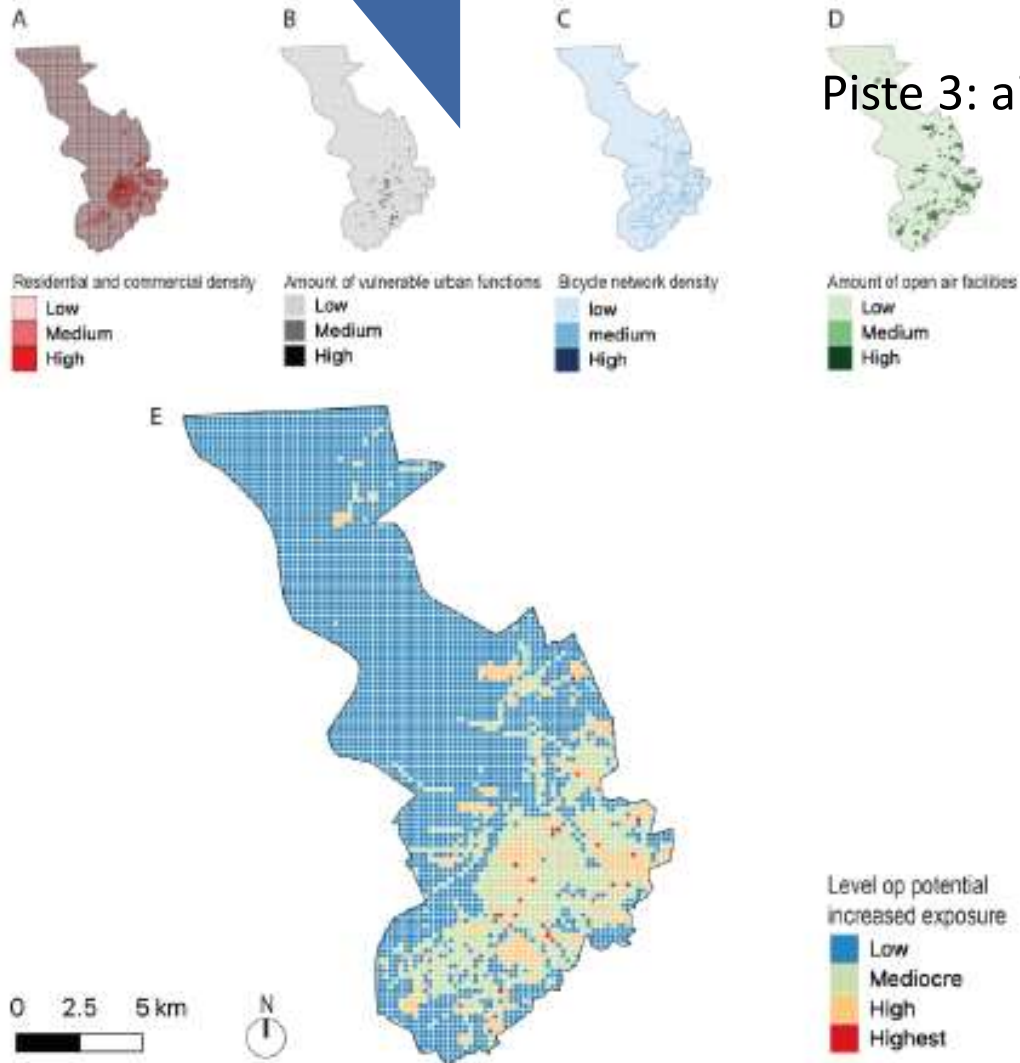 A
B
C
D
Piste 3: a
Residential and commercial density
Low
Medium
High
Amount of vulnerable urban functions
Low
Medium
High
Bicycle network density
low
medium
High
Amount of open air facilities
Low
Medium
High
E
Level op potential
increased exposure
Low
Mediocre
High
Highest
0 2.5 5 km
N